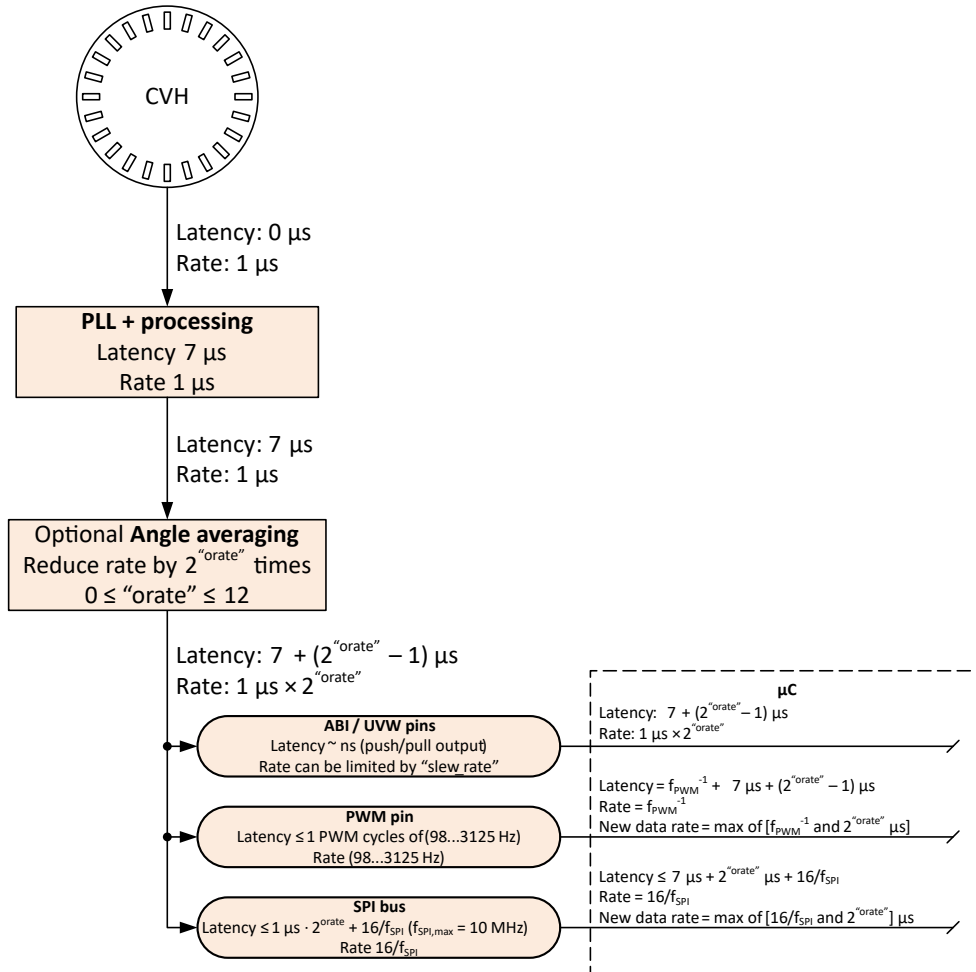 CVH
Latency: 0 µs
Rate: 1 µs
PLL + processing
Latency 7 µs
Rate 1 µs
Latency: 7 µs
Rate: 1 µs
Optional Angle averaging
Reduce rate by 2^“orate” times
0 ≤ “orate” ≤ 12
Latency: 7 + (2^“orate” – 1) µs
Rate: 1 µs × 2^“orate”
ABI / UVW pins
Latency ~ ns (push/pull output)
Rate can be limited by “slew_rate”
PWM pin
Latency ≤ 1 PWM cycles of (98...3125 Hz)
Rate (98...3125 Hz)
SPI bus
Latency ≤ 1 µs · 2^orate + 16/f_SPI (f_SPI,max = 10 MHz)
Rate 16/f_SPI
µC
Latency: 7 + (2^“orate” – 1) µs
Rate: 1 µs × 2^“orate”
Latency = f_PWM^-1 + 7 µs + (2^“orate” – 1) µs
Rate = f_PWM^-1
New data rate = max of [f_PWM^-1 and 2^“orate” µs]
Latency ≤ 7 µs + 2^“orate” µs + 16/f_SPI
Rate = 16/f_SPI
New data rate = max of [16/f_SPI and 2^“orate”] µs